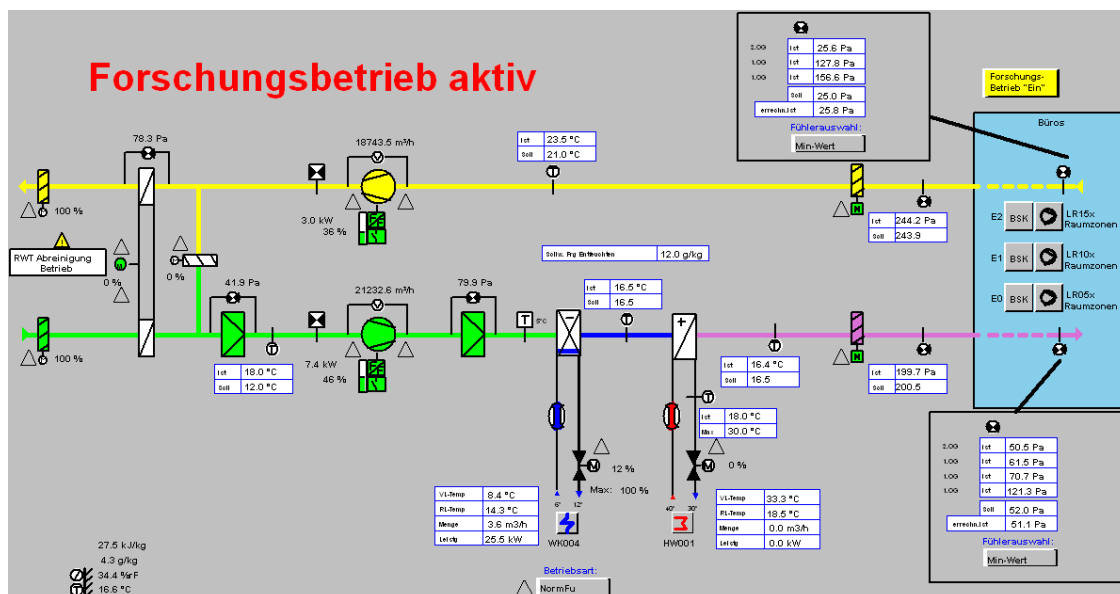 Forschungsbetrieb aktiv
2.OG Ist 25.6 Pa
1.OG Ist 127.8 Pa
1.OG Ist 156.6 Pa
Soll 25.0 Pa
errechn.Ist 25.8 Pa
Fühlerauswahl:
Min-Wert
Forschungs-
Betrieb "Ein"
Büros
78.3 Pa
18743.5 m³/h
Ist 23.5 °C
Soll 21.0 °C
100 %
3.0 kW
36 %
Ist 244.2 Pa
Soll 243.9
E2 BSK LR15x
Raumzonen
E1 BSK LR10x
Raumzonen
E0 BSK LR05x
Raumzonen
RWT Abreinigung
Betrieb
0 %
0 %
Sollw. Frg Entfeuchten 12.0 g/kg
41.9 Pa
21232.6 m³/h
79.9 Pa
Ist 16.5 °C
Soll 16.5
5°C
100 %
7.4 kW
46 %
Ist 18.0 °C
Soll 12.0 °C
Ist 16.4 °C
Soll 16.5
Ist 199.7 Pa
Soll 200.5
Ist 18.0 °C
Max 30.0 °C
M 12 %
Max: 100 %
M 0 %
6° 12°
40° 30°
VL-Temp 8.4 °C
RL-Temp 14.3 °C
Menge 3.6 m3/h
Leistg 25.5 kW
WK004
HW001
VL-Temp 33.3 °C
RL-Temp 18.5 °C
Menge 0.0 m3/h
Leistg 0.0 kW
2.OG Ist 50.5 Pa
1.OG Ist 61.5 Pa
1.OG Ist 70.7 Pa
1.OG Ist 121.3 Pa
Soll 52.0 Pa
errechn.Ist 51.1 Pa
Fühlerauswahl:
Min-Wert
27.5 kJ/kg
4.3 g/kg
34.4 %rF
16.6 °C
Betriebsart:
NormFu